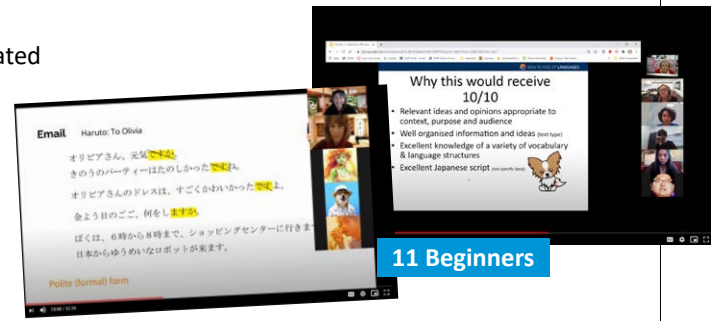 ated
Email Haruto: To Olivia
オリビアさん、元気ですか。
きのうのパーティーはたのしかったですね。
オリビアさんのドレスは、すごくかわいかったですよ。
金よう日のごご、何をしますか。
ぼくは、6時から8時まで、ショッピングセンターに行きま
日本からゆうめいなロボットが来ます。
Polite (formal) form
Why this would receive
10/10
• Relevant ideas and opinions appropriate to
context, purpose and audience
• Well organised information and ideas (text type)
• Excellent knowledge of a variety of vocabulary
& language structures
• Excellent Japanese script
11 Beginners